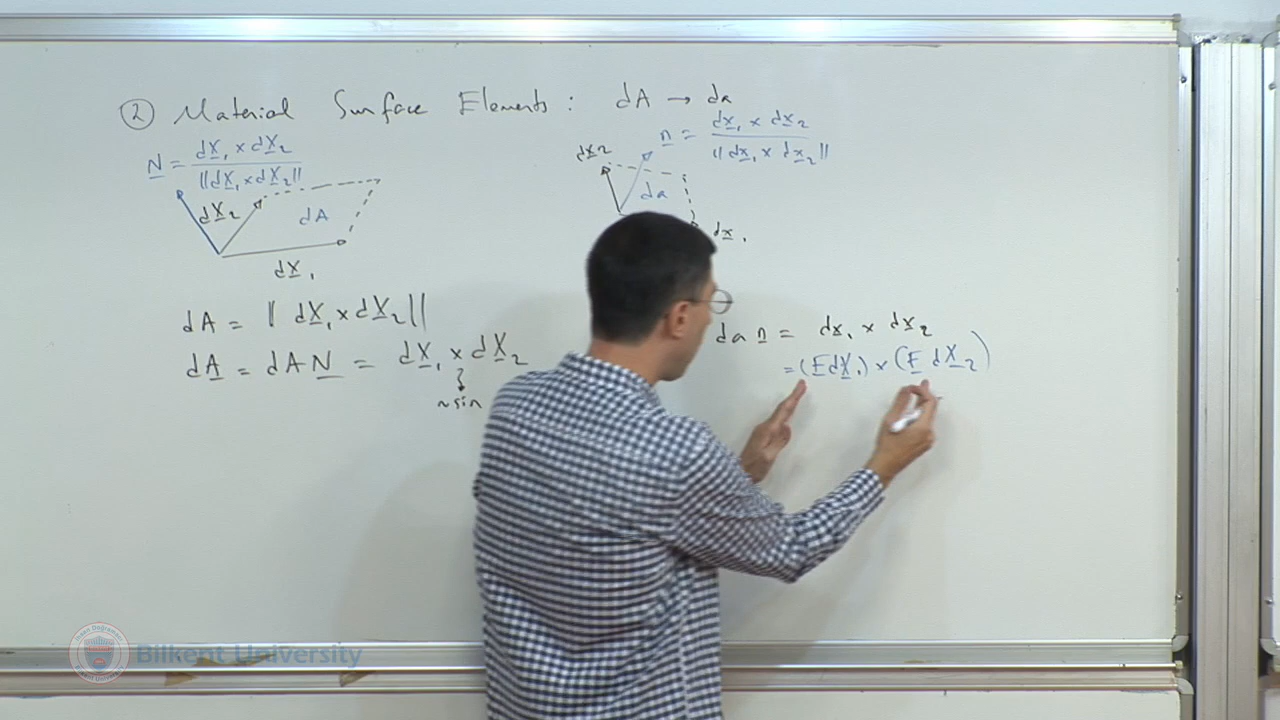 ② Material Surface Elements : dA → da
N = dX₁ × dX₂ / ‖dX₁ × dX₂‖
n = dx₁ × dx₂ / ‖dx₁ × dx₂‖
dX₂
dA
dX₁
dx₂
da
dx₁
dA = ‖ dX₁ × dX₂ ‖
dA = dA N = dX₁ × dX₂
~ sin
da n = dx₁ × dx₂
= (F dX₁) × (F dX₂)
Bilkent University